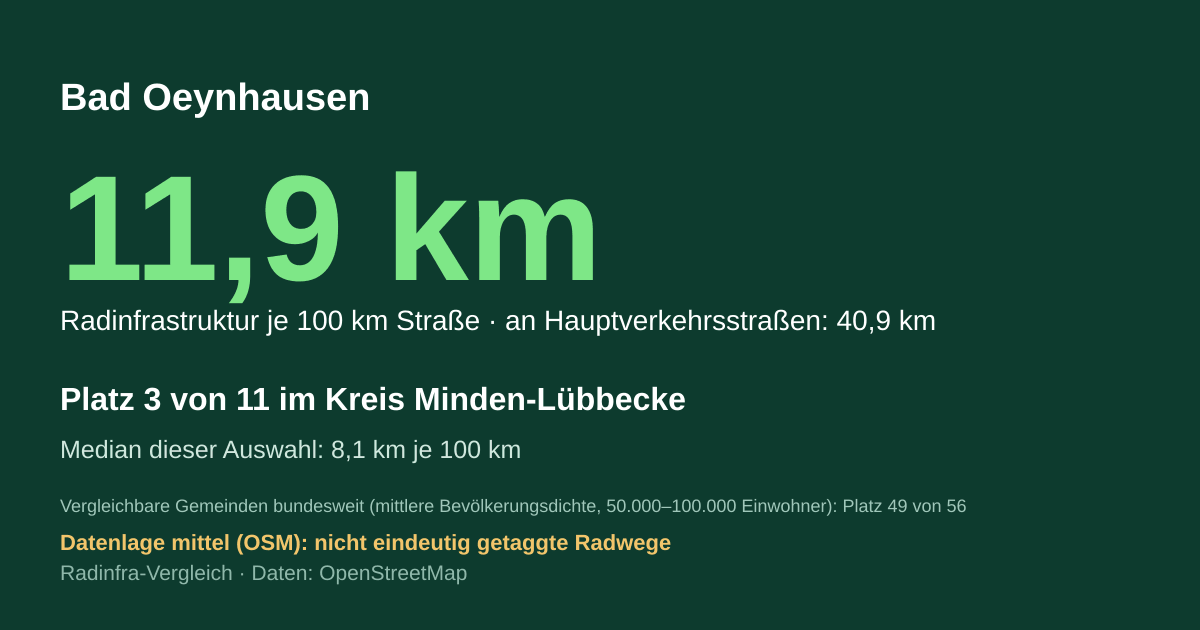 Bad Oeynhausen
11,9 km
Radinfrastruktur je 100 km Straße · an Hauptverkehrsstraßen: 40,9 km
Platz 3 von 11 im Kreis Minden-Lübbecke
Median dieser Auswahl: 8,1 km je 100 km
Vergleichbare Gemeinden bundesweit (mittlere Bevölkerungsdichte, 50.000–100.000 Einwohner): Platz 49 von 56
Datenlage mittel (OSM): nicht eindeutig getaggte Radwege
Radinfra-Vergleich · Daten: OpenStreetMap